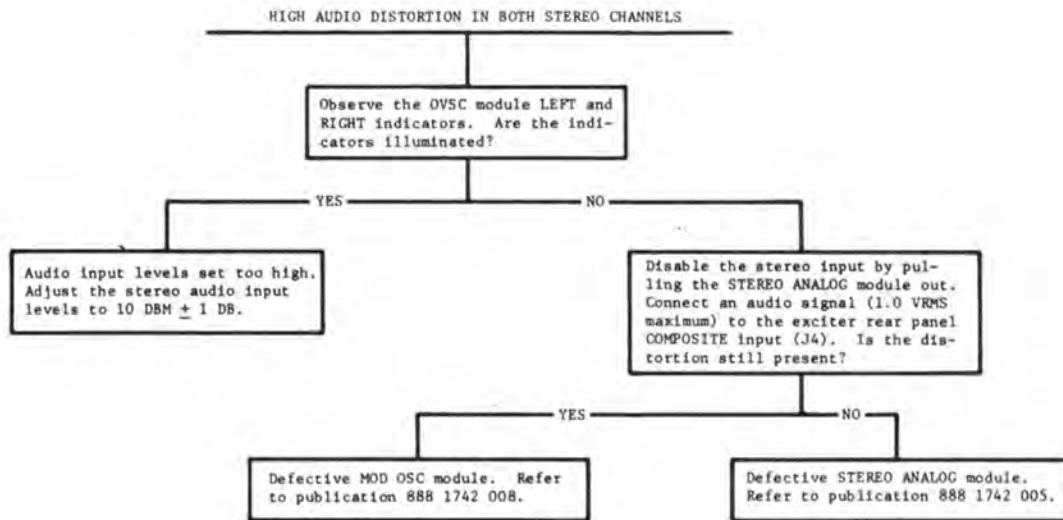 HIGH AUDIO DISTORTION IN BOTH STEREO CHANNELS
Observe the OVSC module LEFT and
RIGHT indicators. Are the indi-
cators illuminated?
YES
NO
Audio input levels set too high.
Adjust the stereo audio input
levels to 10 DBM ± 1 DB.
Disable the stereo input by pul-
ling the STEREO ANALOG module out.
Connect an audio signal (1.0 VRMS
maximum) to the exciter rear panel
COMPOSITE input (J4). Is the dis-
tortion still present?
YES
NO
Defective MOD OSC module. Refer
to publication 888 1742 008.
Defective STEREO ANALOG module.
Refer to publication 888 1742 005.